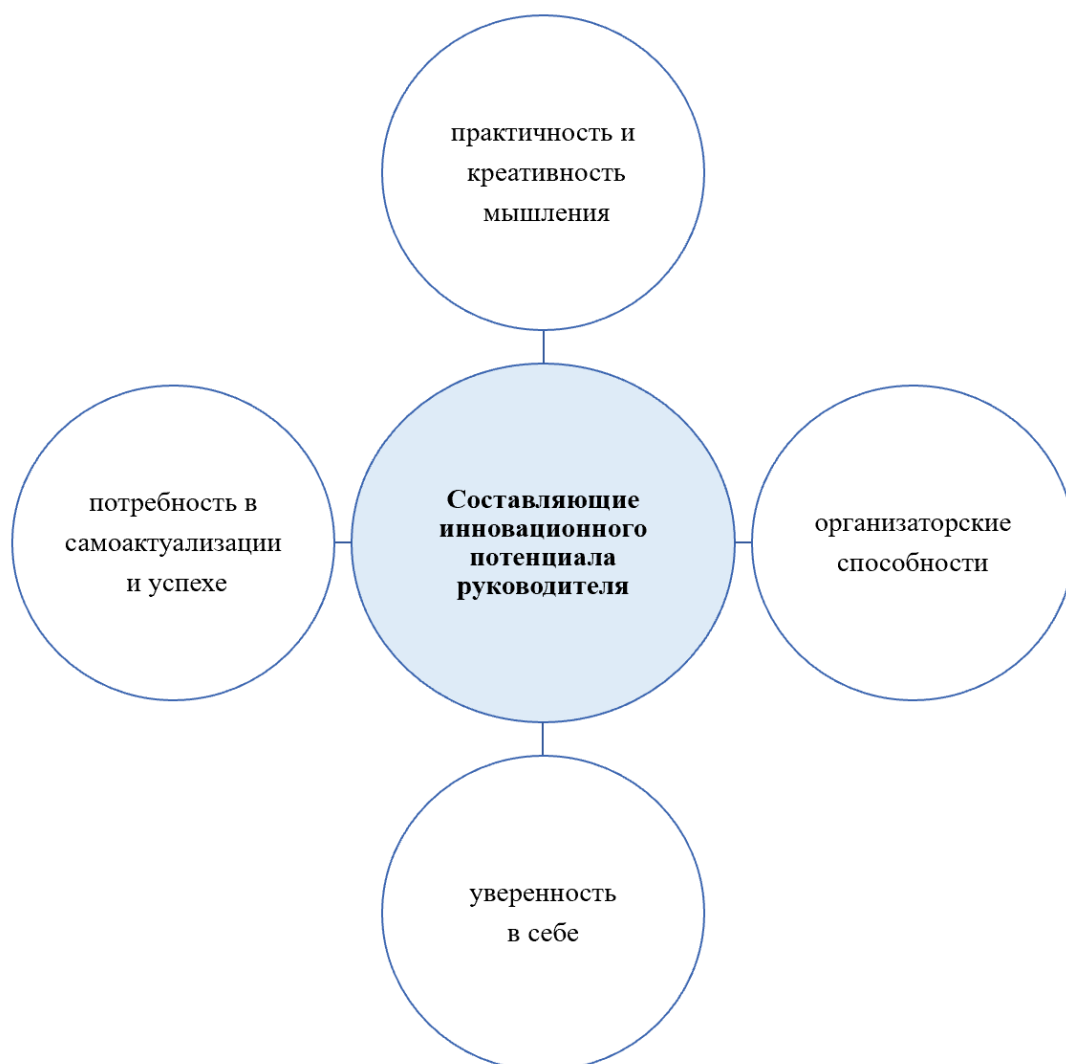 практичность и
креативность
мышления
потребность в
самоактуализации
и успехе
Составляющие
инновационного
потенциала
руководителя
организаторские
способности
уверенность
в себе